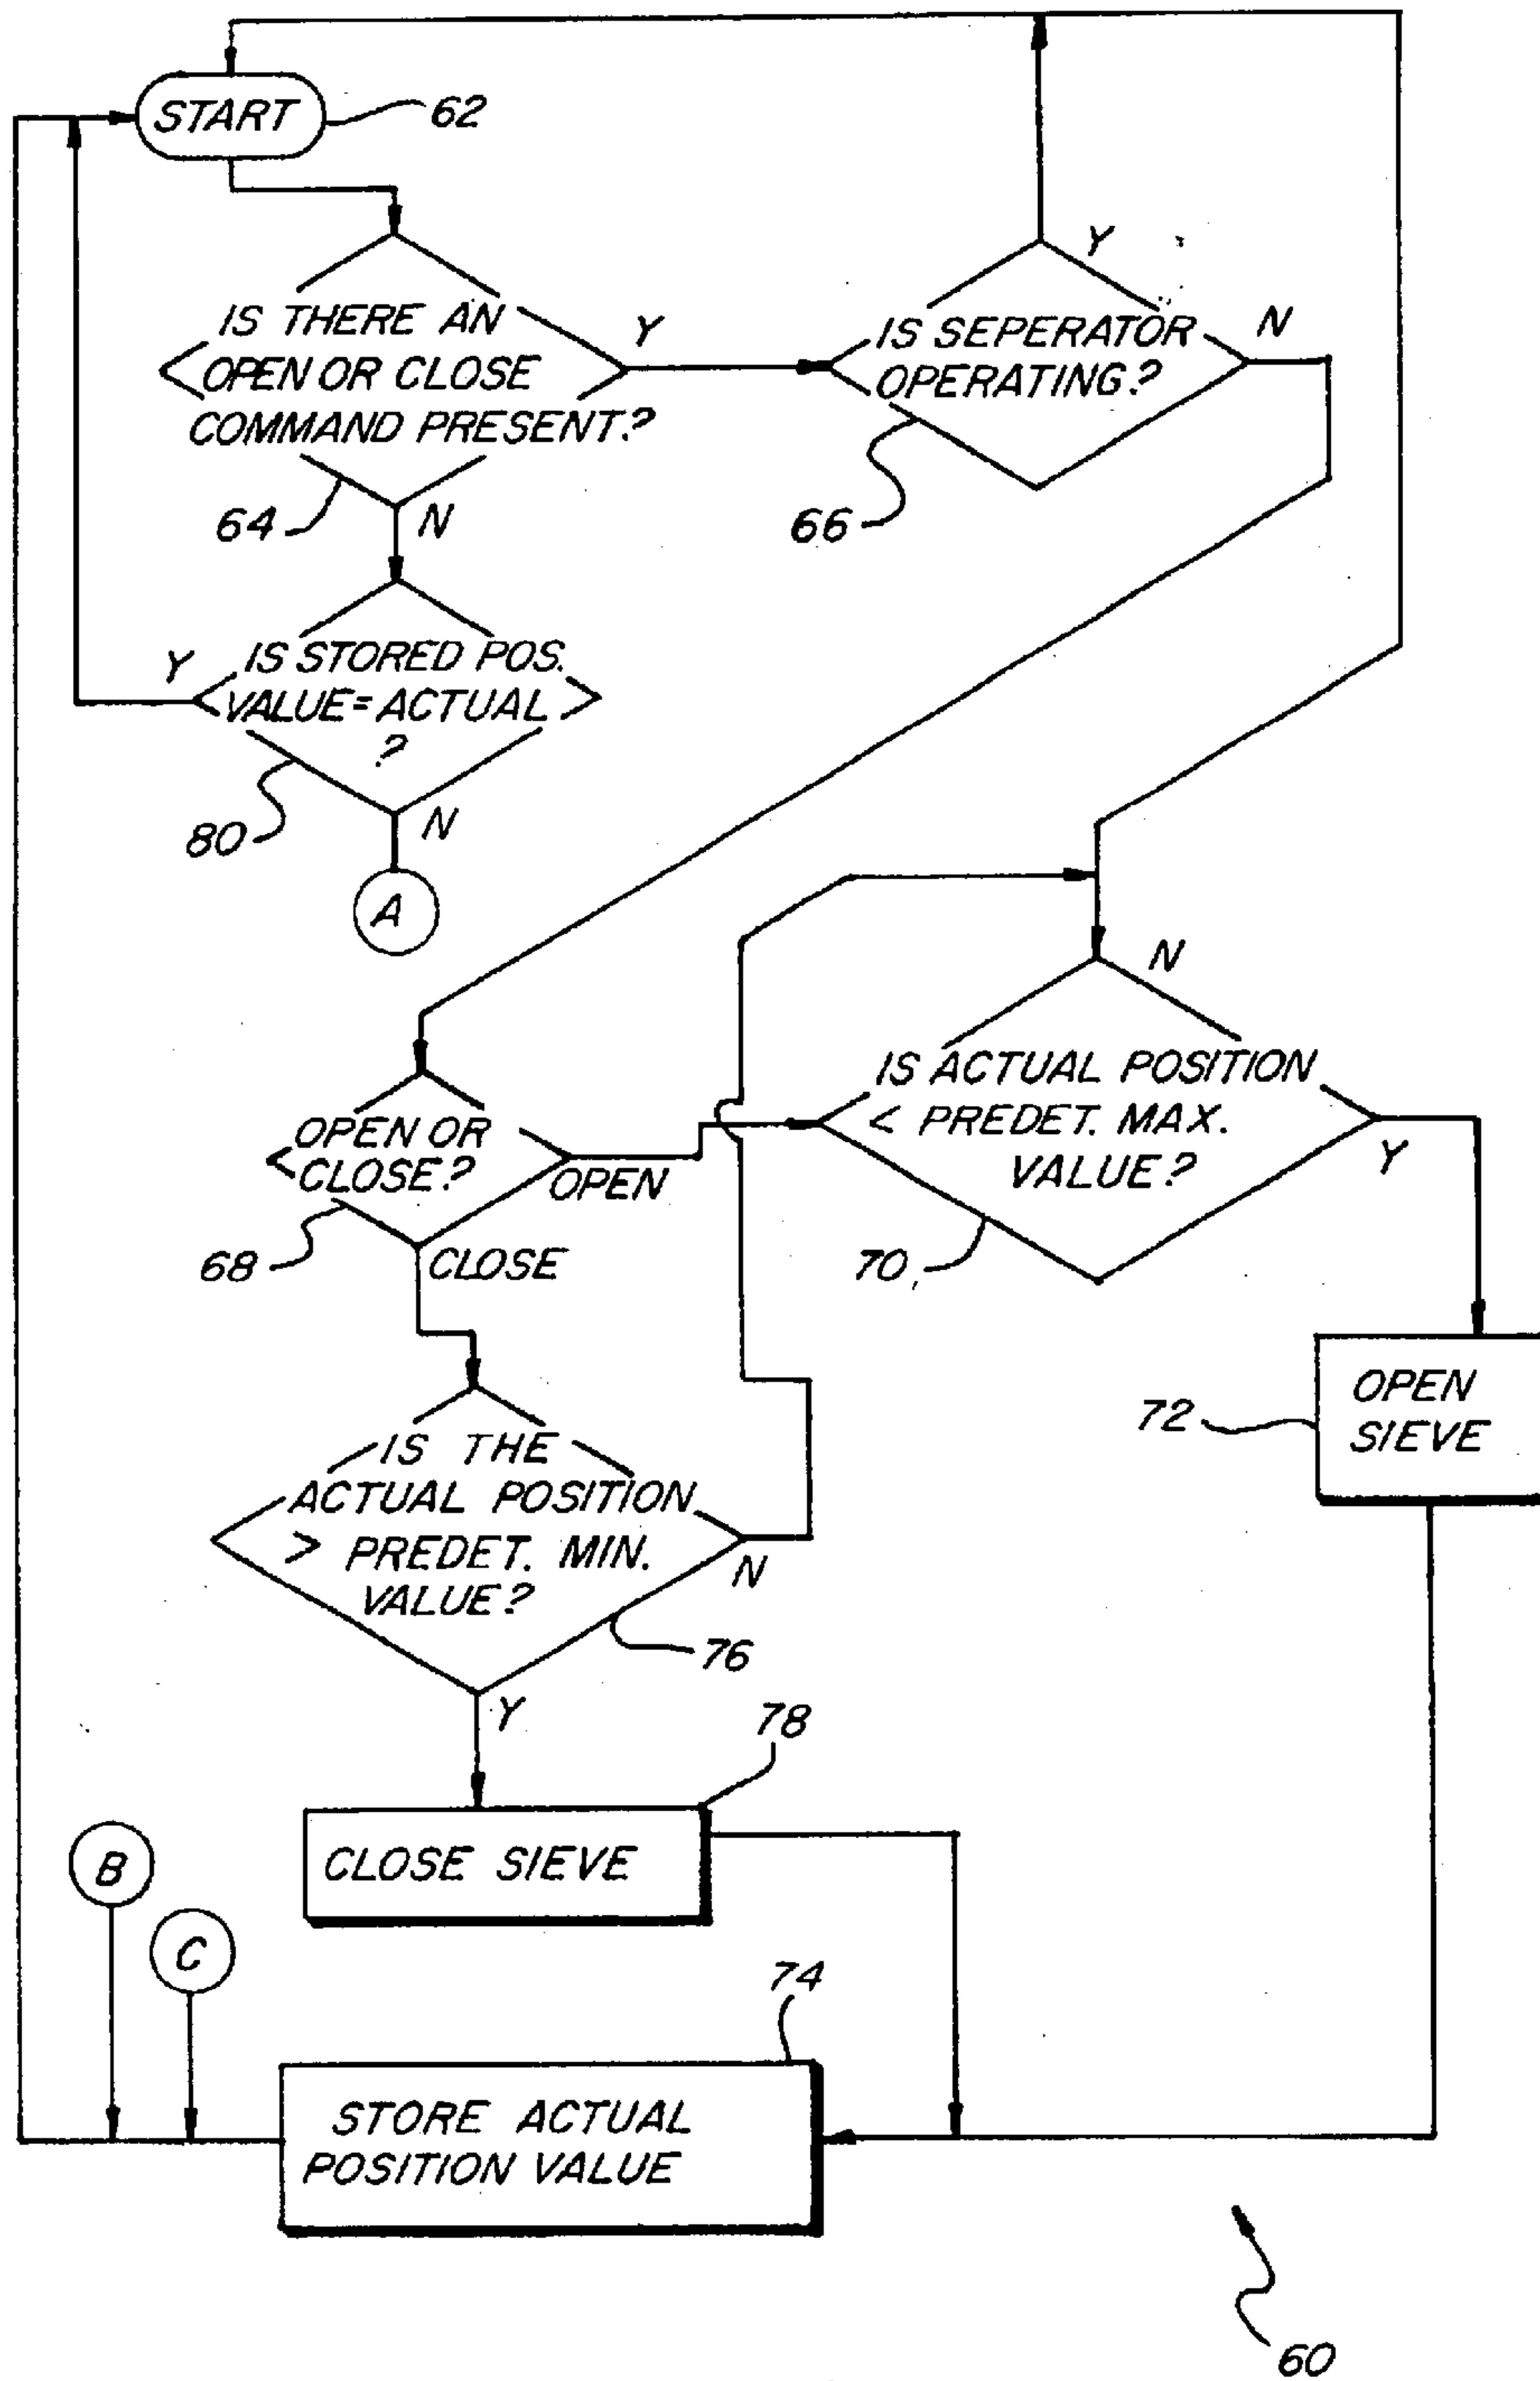 START
62
IS THERE AN
OPEN OR CLOSE
COMMAND PRESENT?
Y
64
N
Y
IS SEPERATOR
OPERATING?
N
66
Y
IS STORED POS.
VALUE = ACTUAL
?
80
N
A
N
IS ACTUAL POSITION
< PREDET. MAX.
VALUE?
Y
70
OPEN OR
CLOSE?
OPEN
68
CLOSE
OPEN
SIEVE
72
IS THE
ACTUAL POSITION
> PREDET. MIN.
VALUE?
N
76
Y
78
CLOSE SIEVE
B
C
74
STORE ACTUAL
POSITION VALUE
60